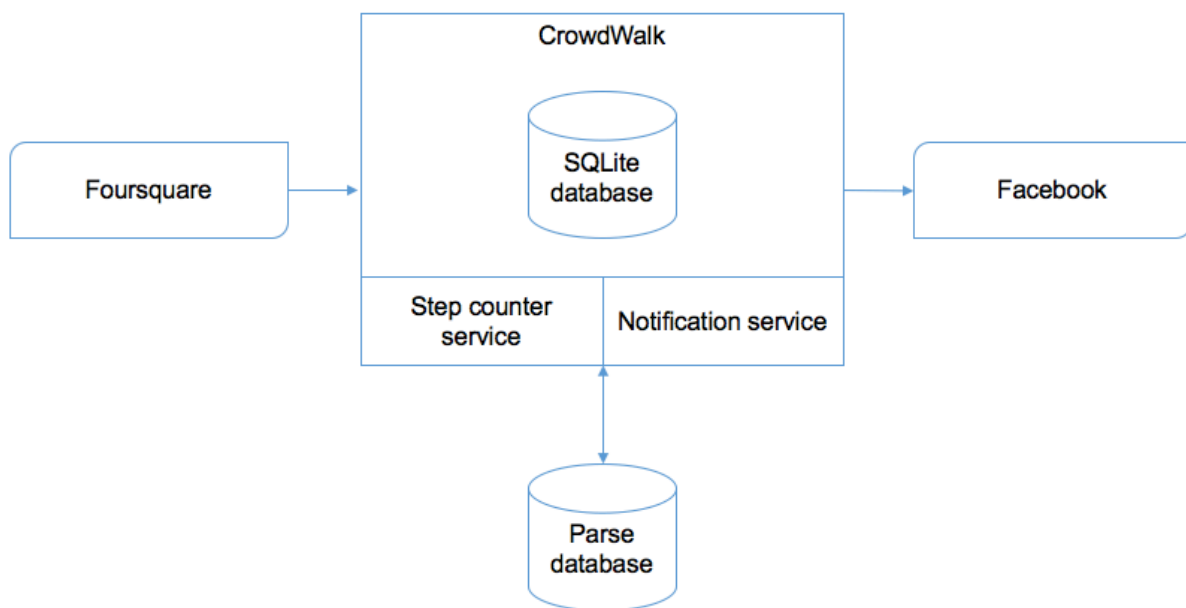 CrowdWalk
SQLite
database
Foursquare
Facebook
Step counter
service
Notification service
Parse
database